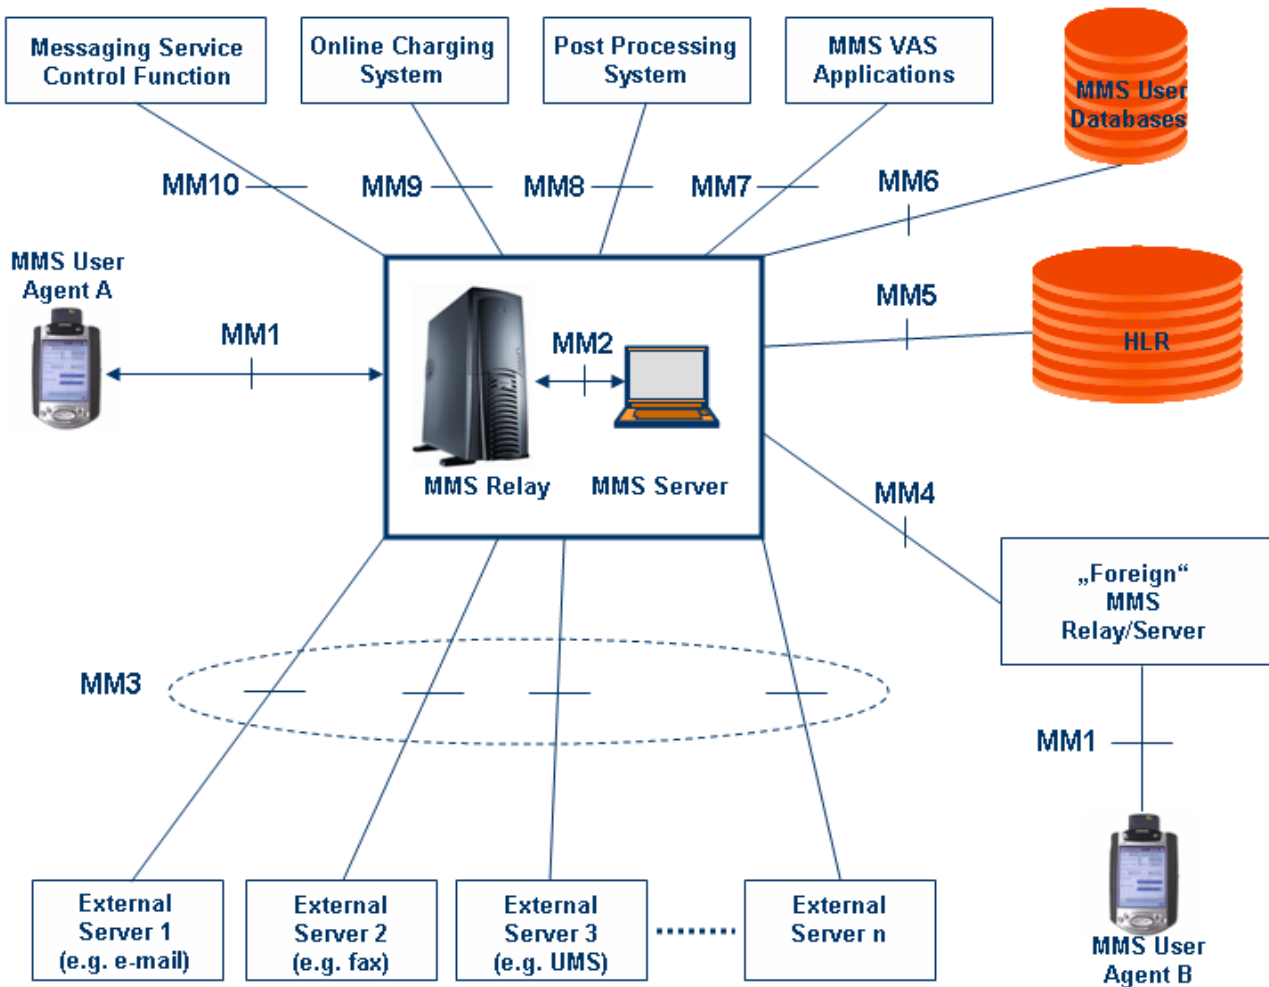 Messaging Service
Control Function
Online Charging
System
Post Processing
System
MMS VAS
Applications
MMS User
Databases
MM10
MM9
MM8
MM7
MM6
MMS User
Agent A
MM1
MM2
MM5
HLR
MMS Relay
MMS Server
MM4
„Foreign“
MMS
Relay/Server
MM3
MM1
External
Server 1
(e.g. e-mail)
External
Server 2
(e.g. fax)
External
Server 3
(e.g. UMS)
External
Server n
MMS User
Agent B